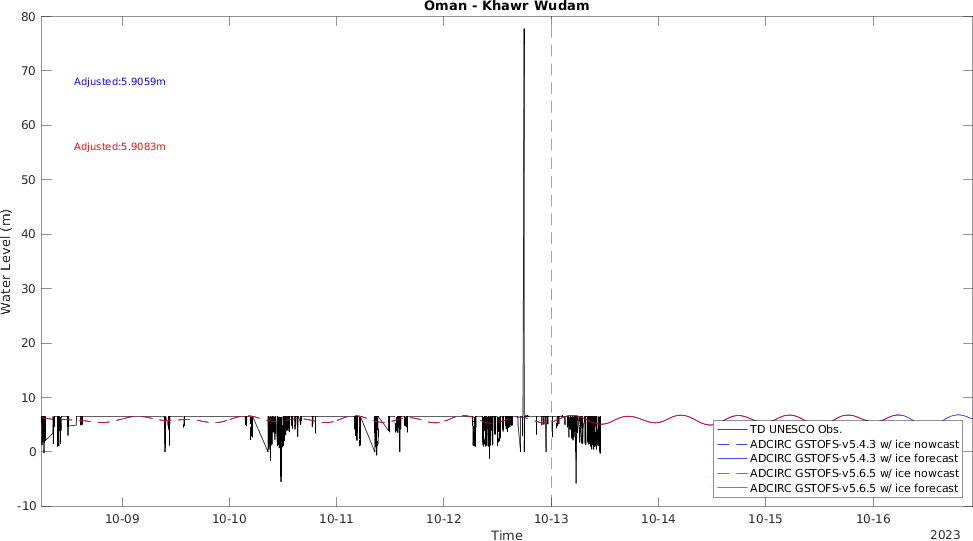 Oman - Khawr Wudam
80
70
60
50
40
30
20
10
0
-10
Water Level (m)
Adjusted:5.9059m
Adjusted:5.9083m
TD UNESCO Obs.
ADCIRC GSTOFS-v5.4.3 w/ ice nowcast
ADCIRC GSTOFS-v5.4.3 w/ ice forecast
ADCIRC GSTOFS-v5.6.5 w/ ice nowcast
ADCIRC GSTOFS-v5.6.5 w/ ice forecast
10-09 10-10 10-11 10-12 10-13 10-14 10-15 10-16
Time
2023